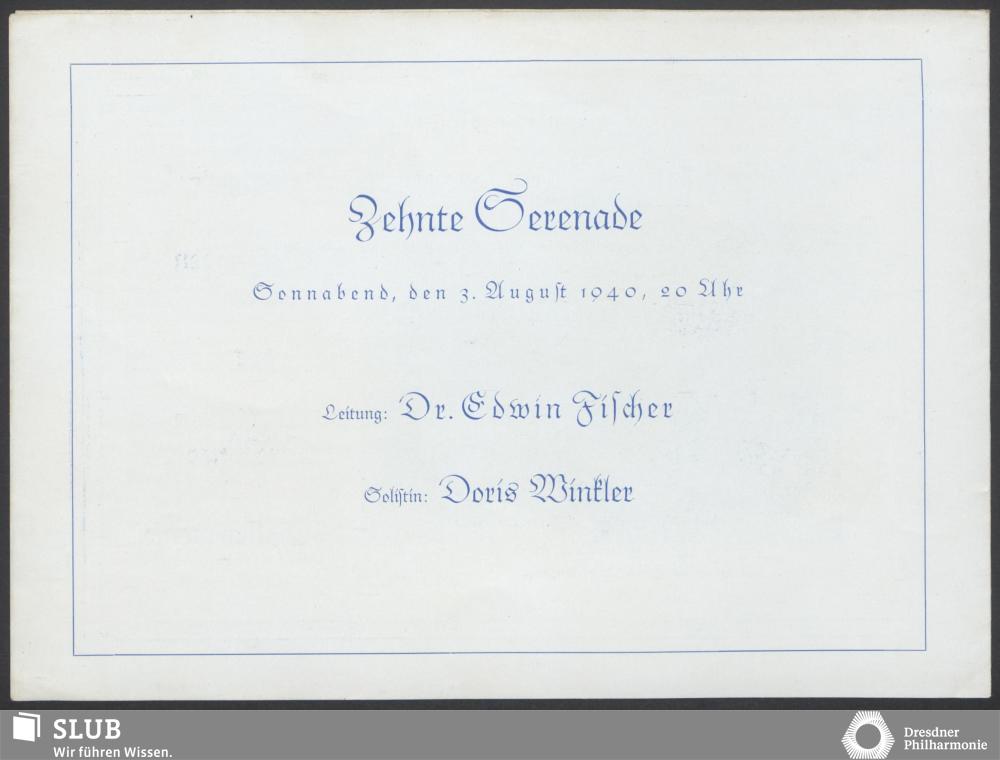 Zehnte Serenade
Sonnabend, den 3. August 1940, 20 Uhr
Leitung: Dr. Edwin Fischer
Solistin: Doris Winkler
SLUB
Wir führen Wissen.
Dresdner
Philharmonie